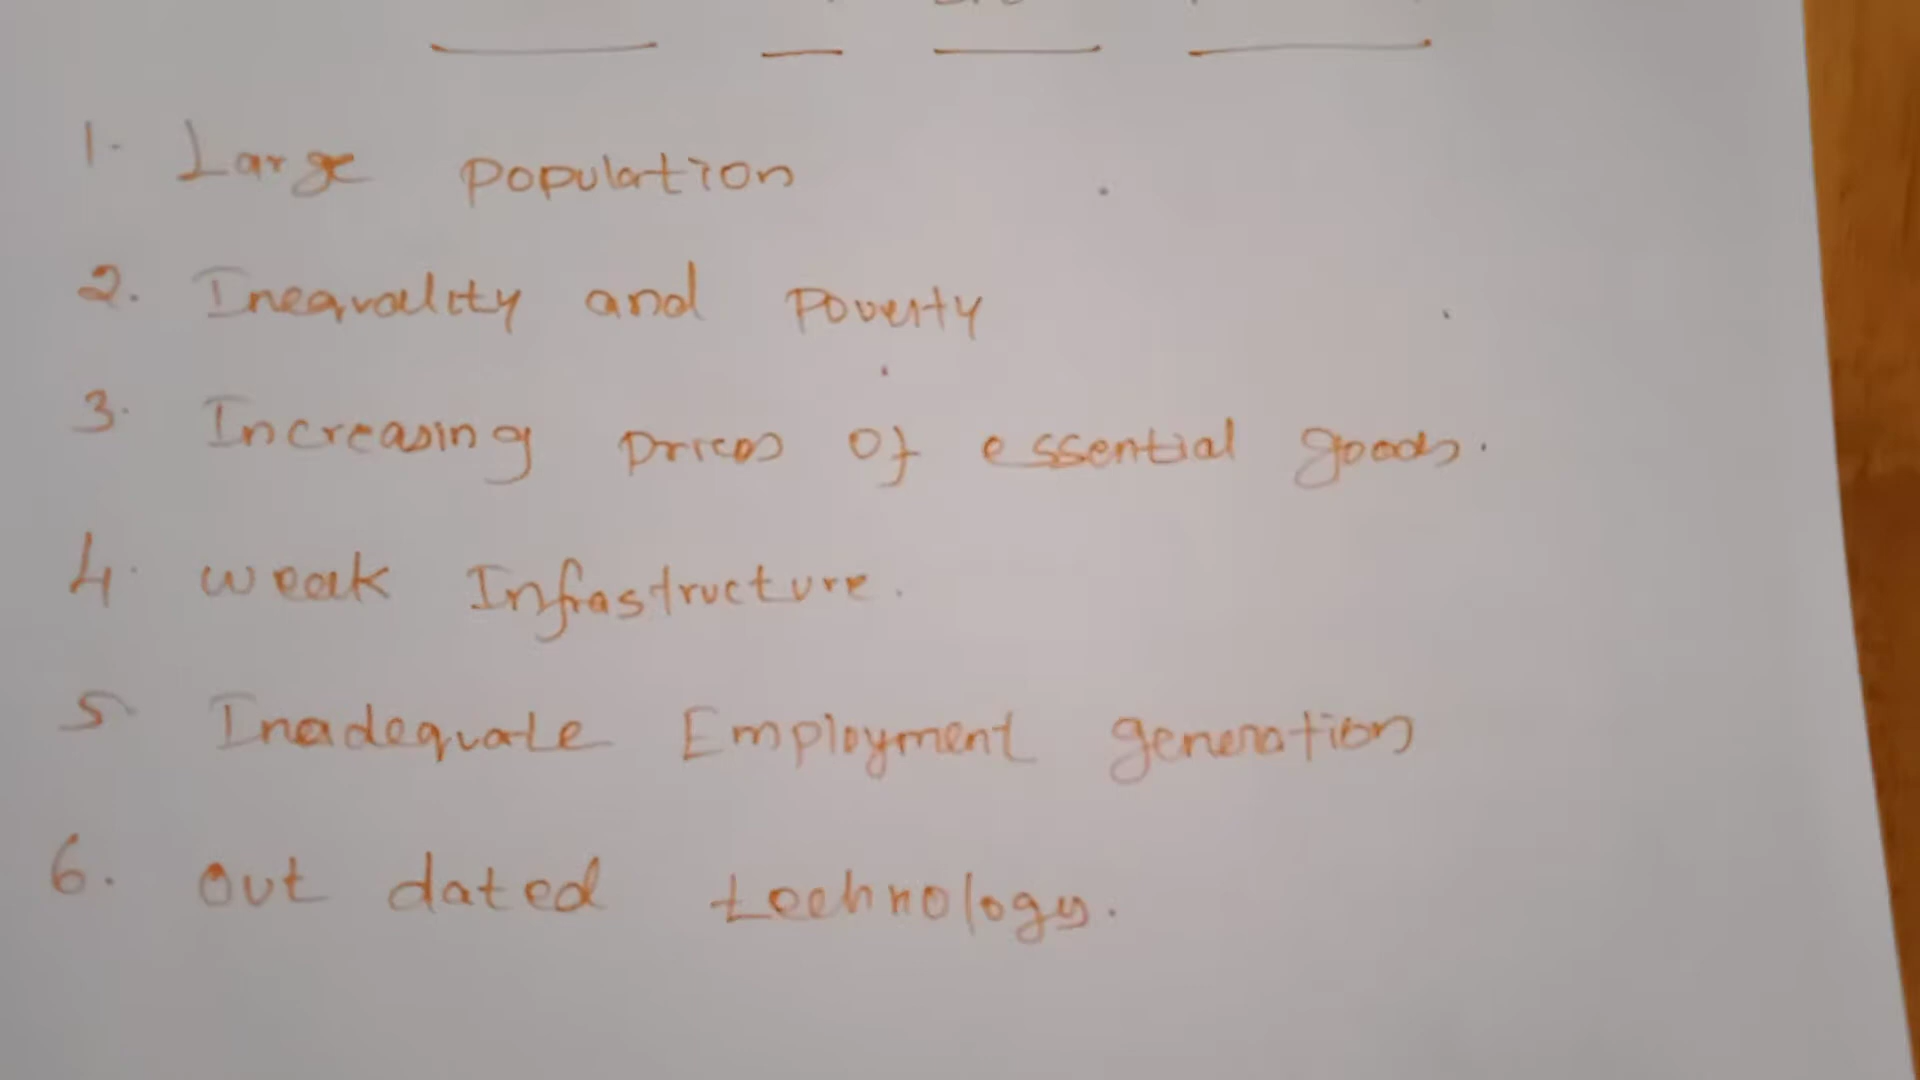 1. Large population
2. Inequality and Poverty
3. Increasing prices of essential goods.
4. weak Infrastructure.
5. Inadequate Employment generation
6. out dated technology.